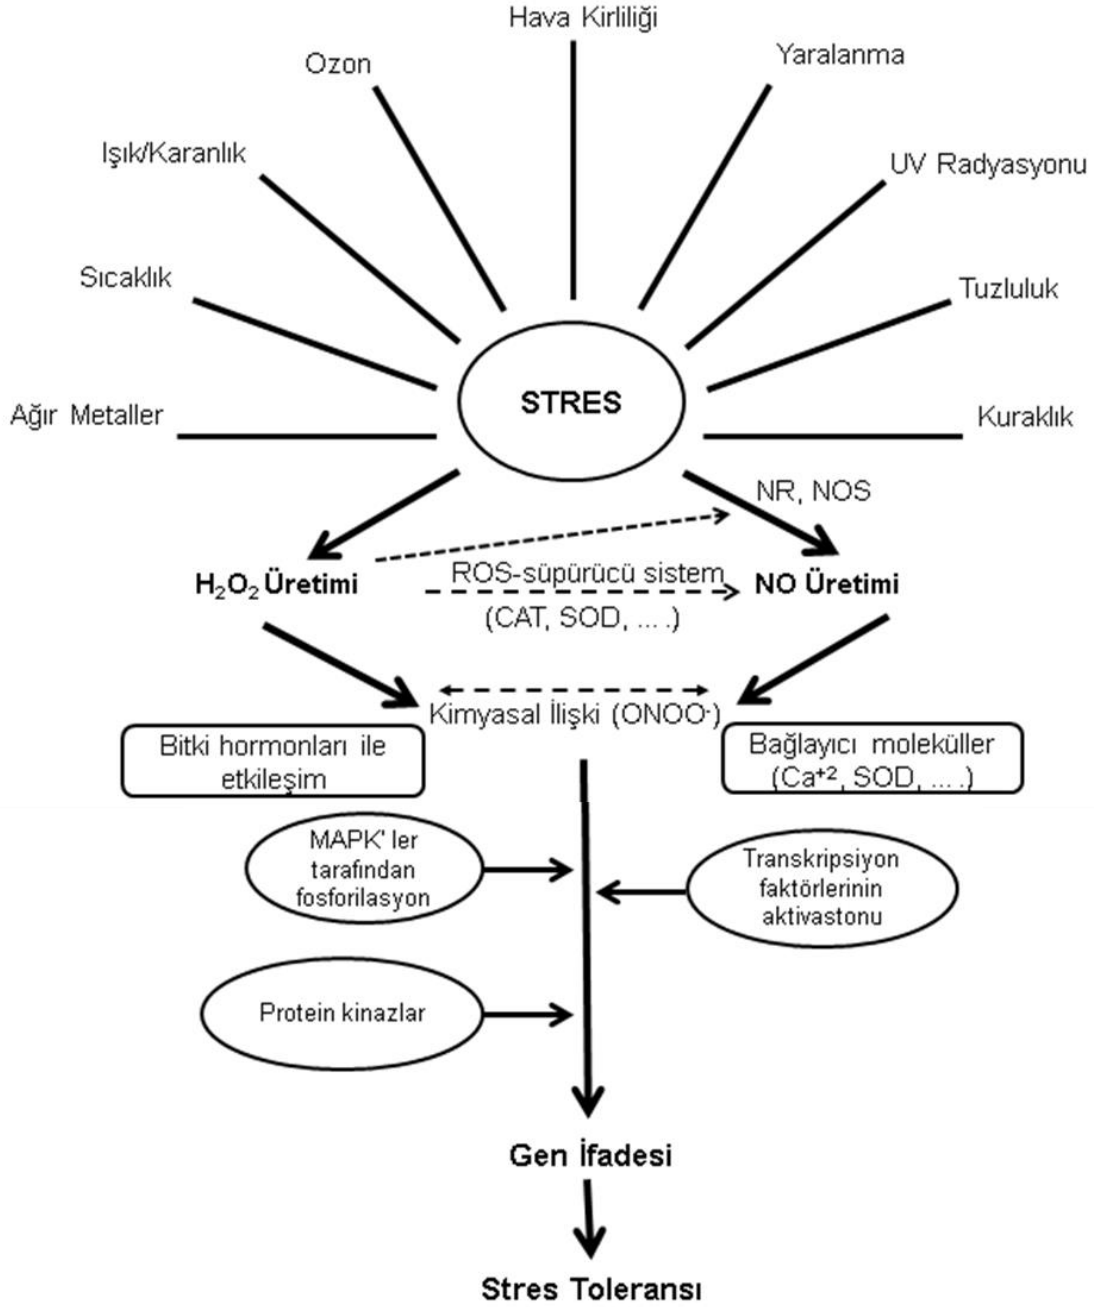 Hava Kirliliği
Ozon
Yaralanma
Işık/Karanlık
UV Radyasyonu
Sıcaklık
Tuzluluk
STRES
Ağır Metaller
Kuraklık
NR, NOS
H₂O₂ Üretimi
ROS-süpürücü sistem
NO Üretimi
(CAT, SOD, ... .)
Kimyasal İlişki (ONOO⁻)
Bitki hormonları ile
etkileşim
Bağlayıcı moleküller
(Ca⁺², SOD, ... .)
MAPK' ler
tarafından
fosforilasyon
Transkripsiyon
faktörlerinin
aktivastonu
Protein kinazlar
Gen İfadesi
Stres Toleransı